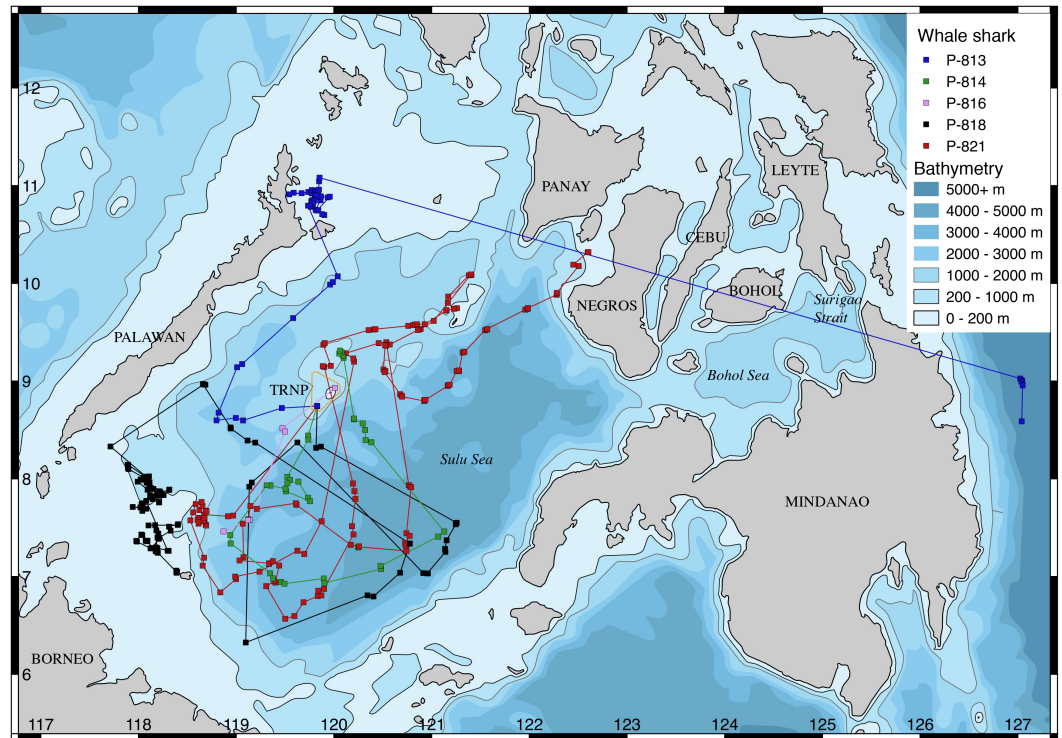 Whale shark
P-813
P-814
P-816
P-818
P-821
Bathymetry
5000+ m
4000 - 5000 m
3000 - 4000 m
2000 - 3000 m
1000 - 2000 m
200 - 1000 m
0 - 200 m
12
11
10
9
8
6
PANAY
LEYTE
CEBU
BOHOL
NEGROS
Surigao
Strait
PALAWAN
TRNP
Bohol Sea
Sulu Sea
MINDANAO
BORNEO
117
118
119
120
121
122
123
124
125
126
127